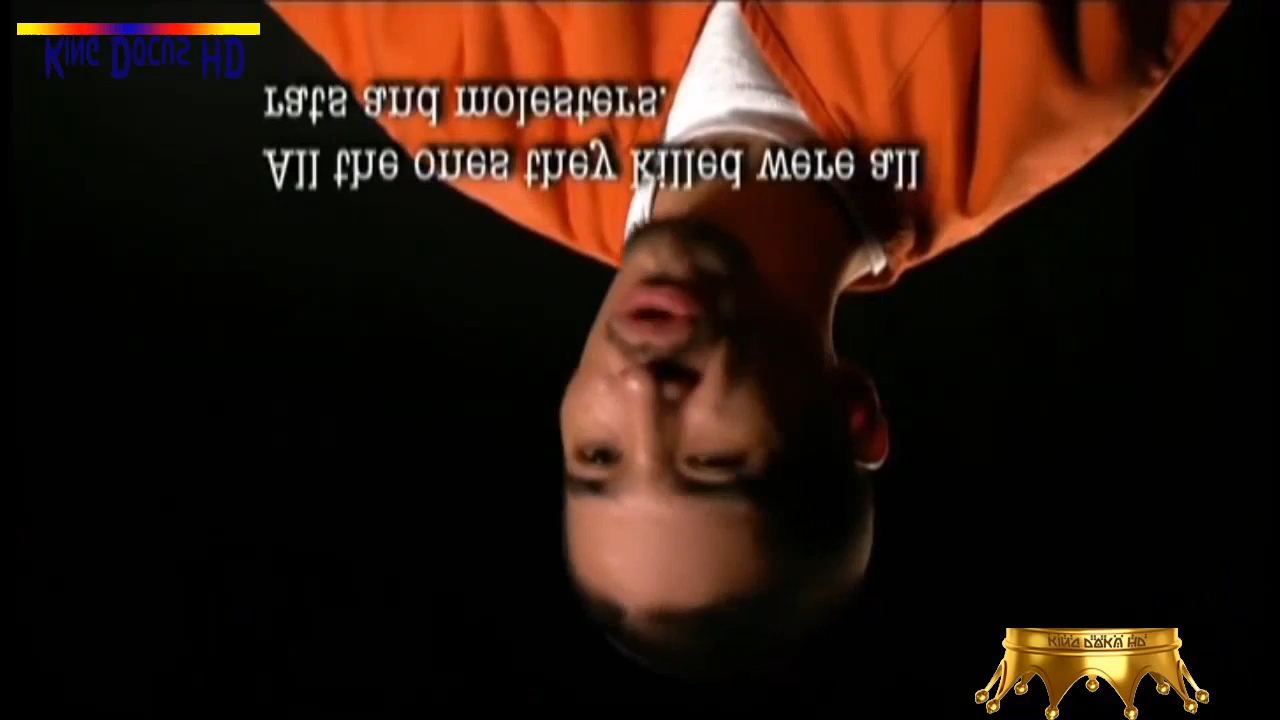 All the ones they killed were all
rats and molesters.
King Docus HD